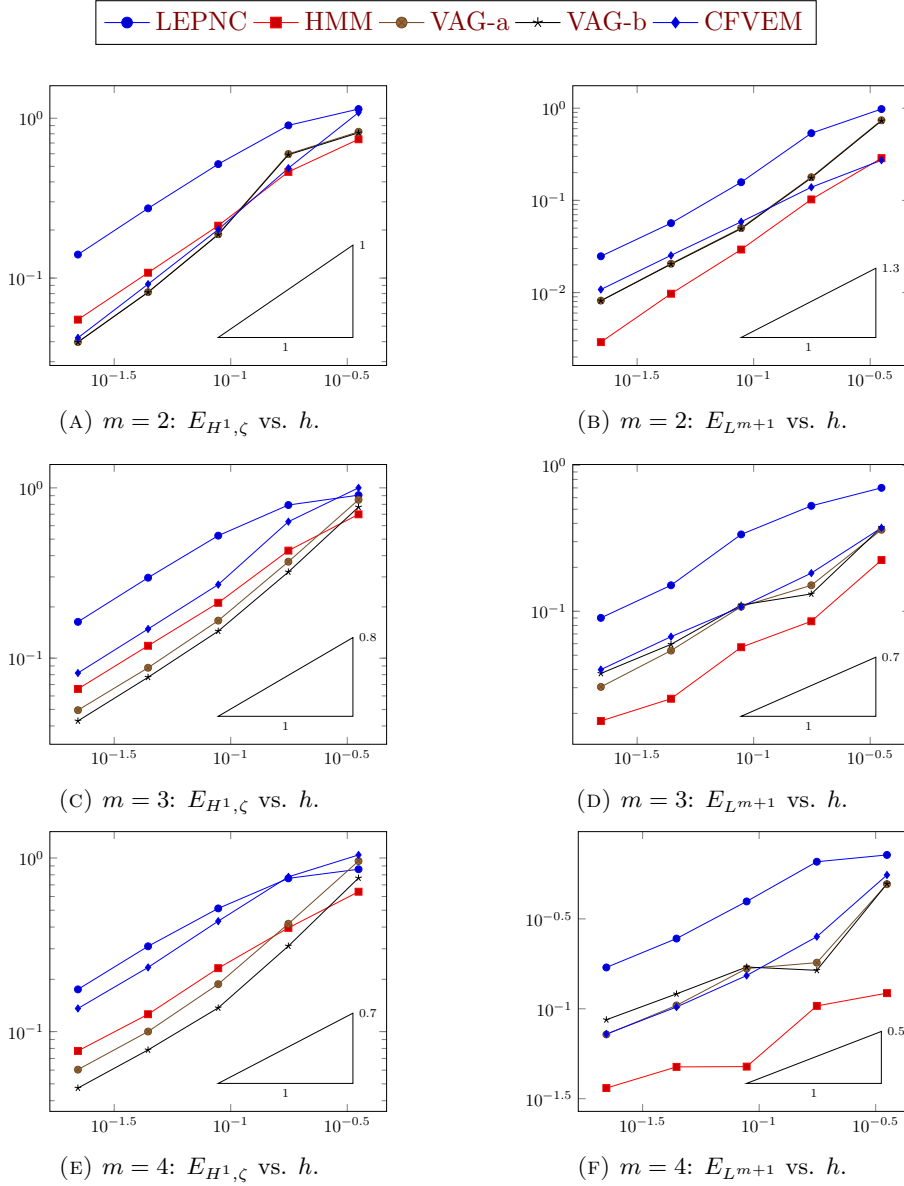 LEPNC HMM VAG-a VAG-b CFVEM
10^0
10^-1
1
1
10^-1.5 10^-1 10^-0.5
(A) m = 2: E_{H^1,ζ} vs. h.
10^0
10^-1
10^-2
1.3
1
10^-1.5 10^-1 10^-0.5
(B) m = 2: E_{L^{m+1}} vs. h.
10^0
10^-1
0.8
1
10^-1.5 10^-1 10^-0.5
(C) m = 3: E_{H^1,ζ} vs. h.
10^0
10^-1
0.7
1
10^-1.5 10^-1 10^-0.5
(D) m = 3: E_{L^{m+1}} vs. h.
10^0
10^-1
0.7
1
10^-1.5 10^-1 10^-0.5
(E) m = 4: E_{H^1,ζ} vs. h.
10^-0.5
10^-1
10^-1.5
0.5
1
10^-1.5 10^-1 10^-0.5
(F) m = 4: E_{L^{m+1}} vs. h.